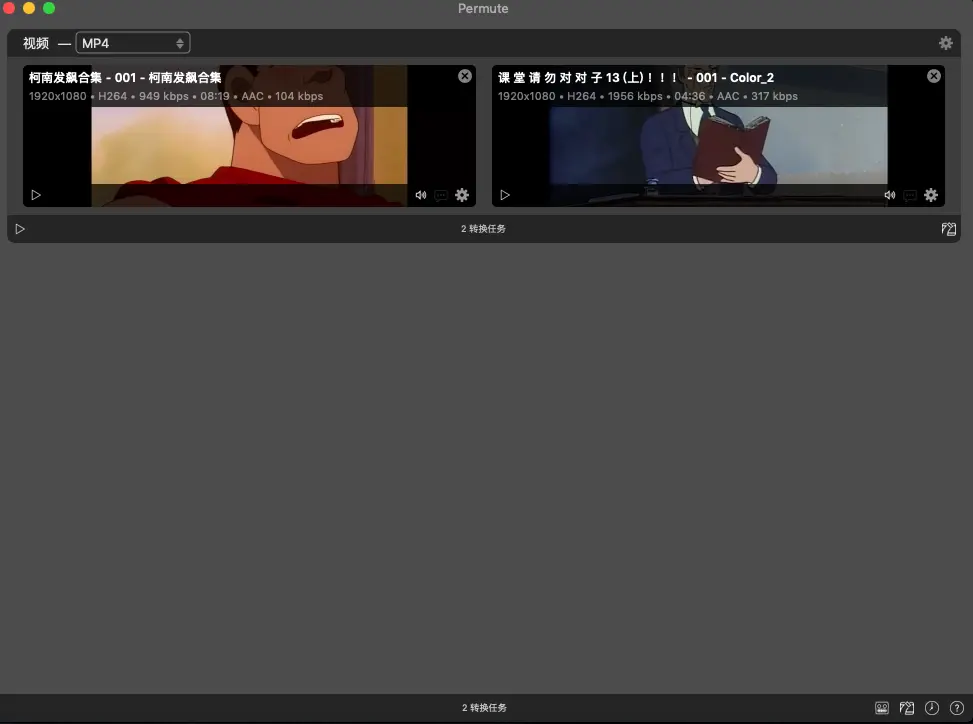 Permute
视频 — MP4
柯南发飙合集 - 001 - 柯南发飙合集
1920x1080 • H264 • 949 kbps • 08:19 • AAC • 104 kbps
课 堂 请 勿 对 对 子 13 (上) ！！！ - 001 - Color_2
1920x1080 • H264 • 1956 kbps • 04:36 • AAC • 317 kbps
2 转换任务
2 转换任务